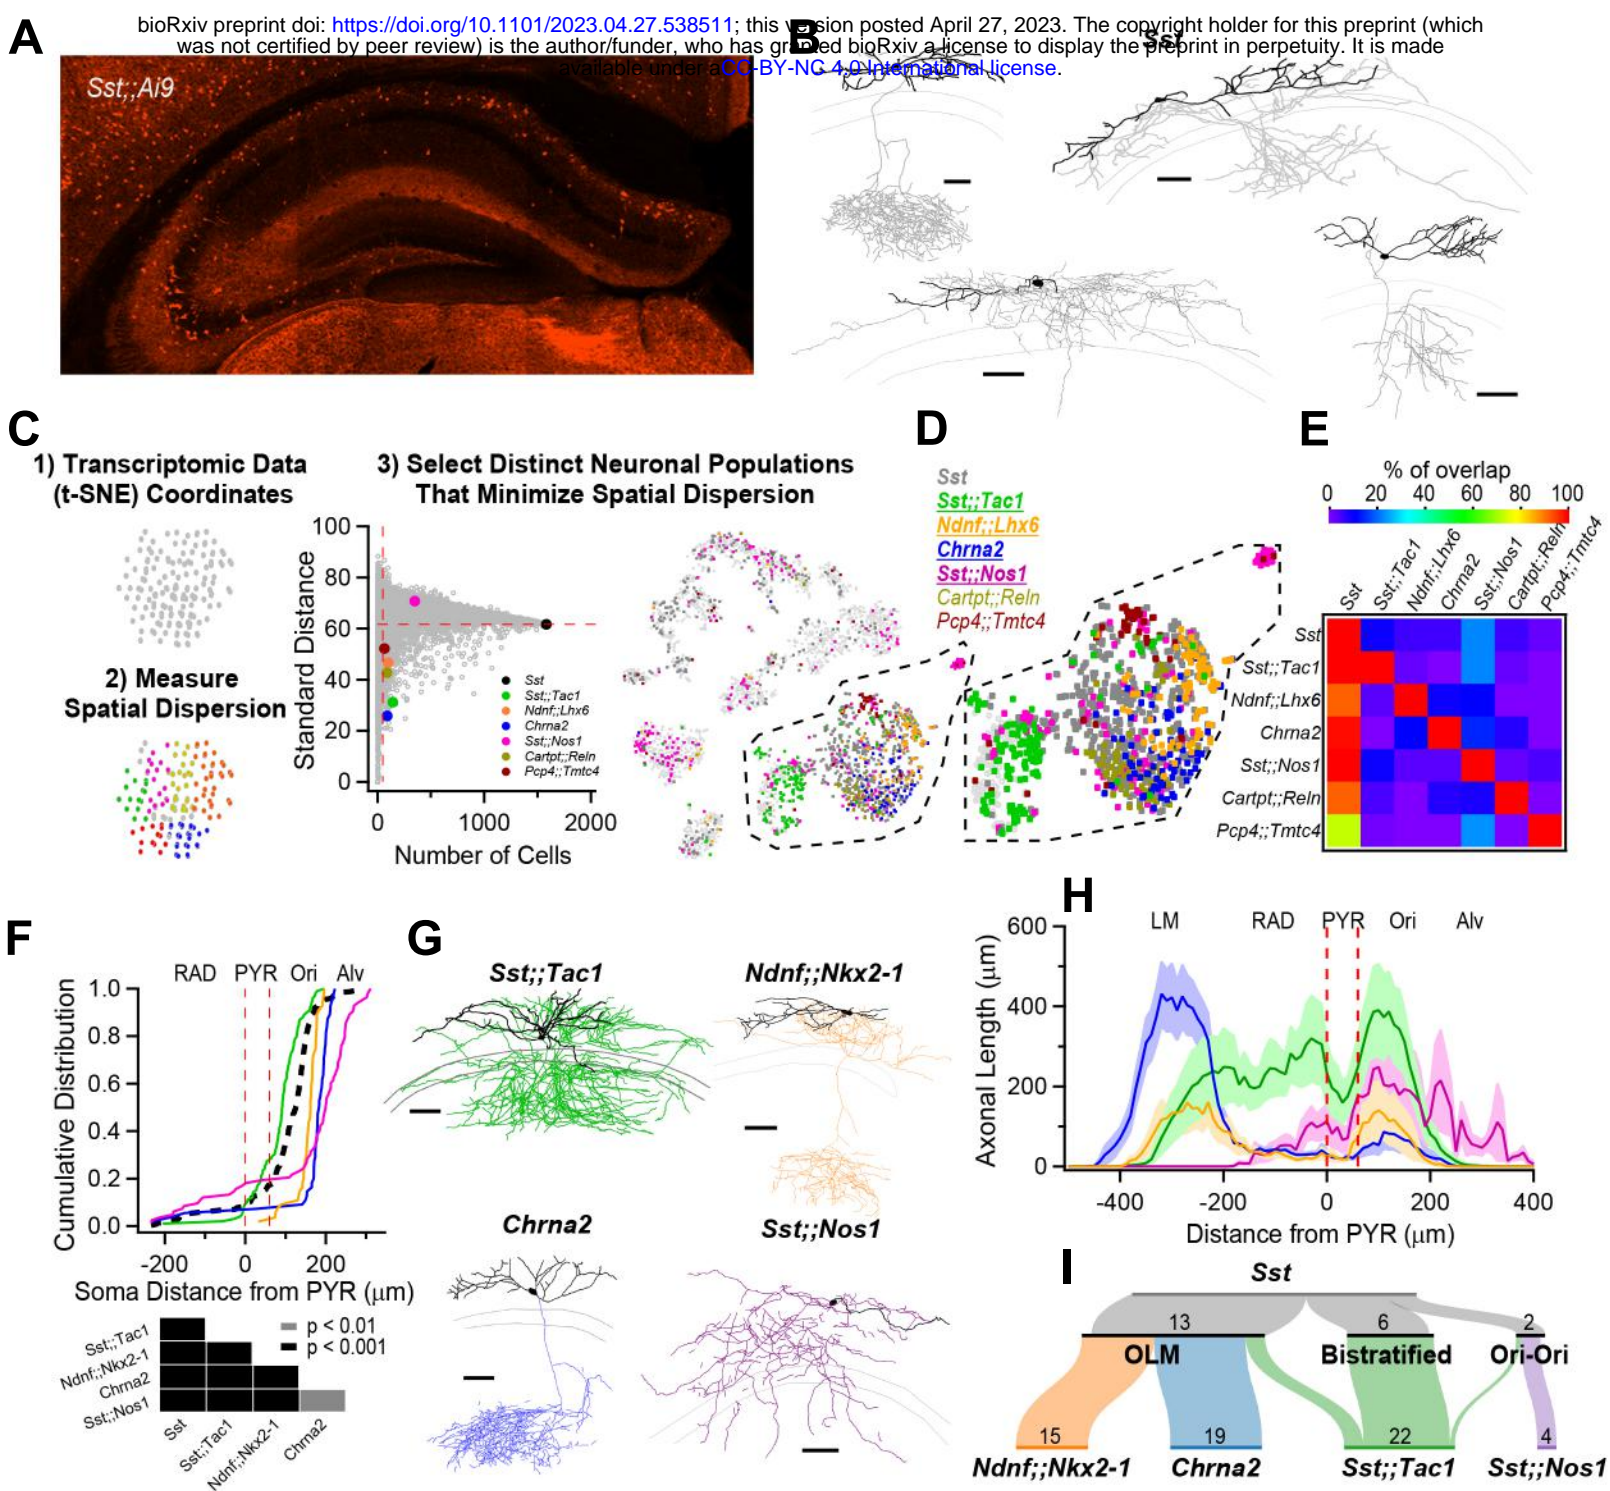 bioRxiv preprint doi: https://doi.org/10.1101/2023.04.27.538511; this version posted April 27, 2023. The copyright holder for this preprint (which
was not certified by peer review) is the author/funder, who has granted bioRxiv a license to display the preprint in perpetuity. It is made
available under aCC-BY-NC 4.0 International license.
A
Sst;;Ai9
B
Sst
C
1) Transcriptomic Data
(t-SNE) Coordinates
2) Measure
Spatial Dispersion
3) Select Distinct Neuronal Populations
That Minimize Spatial Dispersion
Standard Distance
100
80
60
40
20
0
0
1000
2000
Number of Cells
Sst
Sst;;Tac1
Ndnf;;Lhx6
Chrna2
Sst;;Nos1
Cartpt;;Reln
Pcp4;;Tmtc4
D
Sst
Sst;;Tac1
Ndnf;;Lhx6
Chrna2
Sst;;Nos1
Cartpt;;Reln
Pcp4;;Tmtc4
E
% of overlap
0 20 40 60 80 100
Sst
Sst;;Tac1
Ndnf;;Lhx6
Chrna2
Sst;;Nos1
Cartpt;;Reln
Pcp4;;Tmtc4
Sst
Sst;;Tac1
Ndnf;;Lhx6
Chrna2
Sst;;Nos1
Cartpt;;Reln
Pcp4;;Tmtc4
F
RAD PYR Ori Alv
Cumulative Distribution
1.0
0.8
0.6
0.4
0.2
0.0
-200 0 200
Soma Distance from PYR (μm)
p < 0.01
p < 0.001
Sst;;Tac1
Ndnf;;Nkx2-1
Chrna2
Sst;;Nos1
Sst
Sst;;Tac1
Ndnf;;Nkx2-1
Chrna2
G
Sst;;Tac1
Ndnf;;Nkx2-1
Chrna2
Sst;;Nos1
H
LM RAD PYR Ori Alv
Axonal Length (μm)
600
400
200
0
-400 -200 0 200 400
Distance from PYR (μm)
I
Sst
13 6 2
OLM Bistratified Ori-Ori
15 19 22 4
Ndnf;;Nkx2-1 Chrna2 Sst;;Tac1 Sst;;Nos1